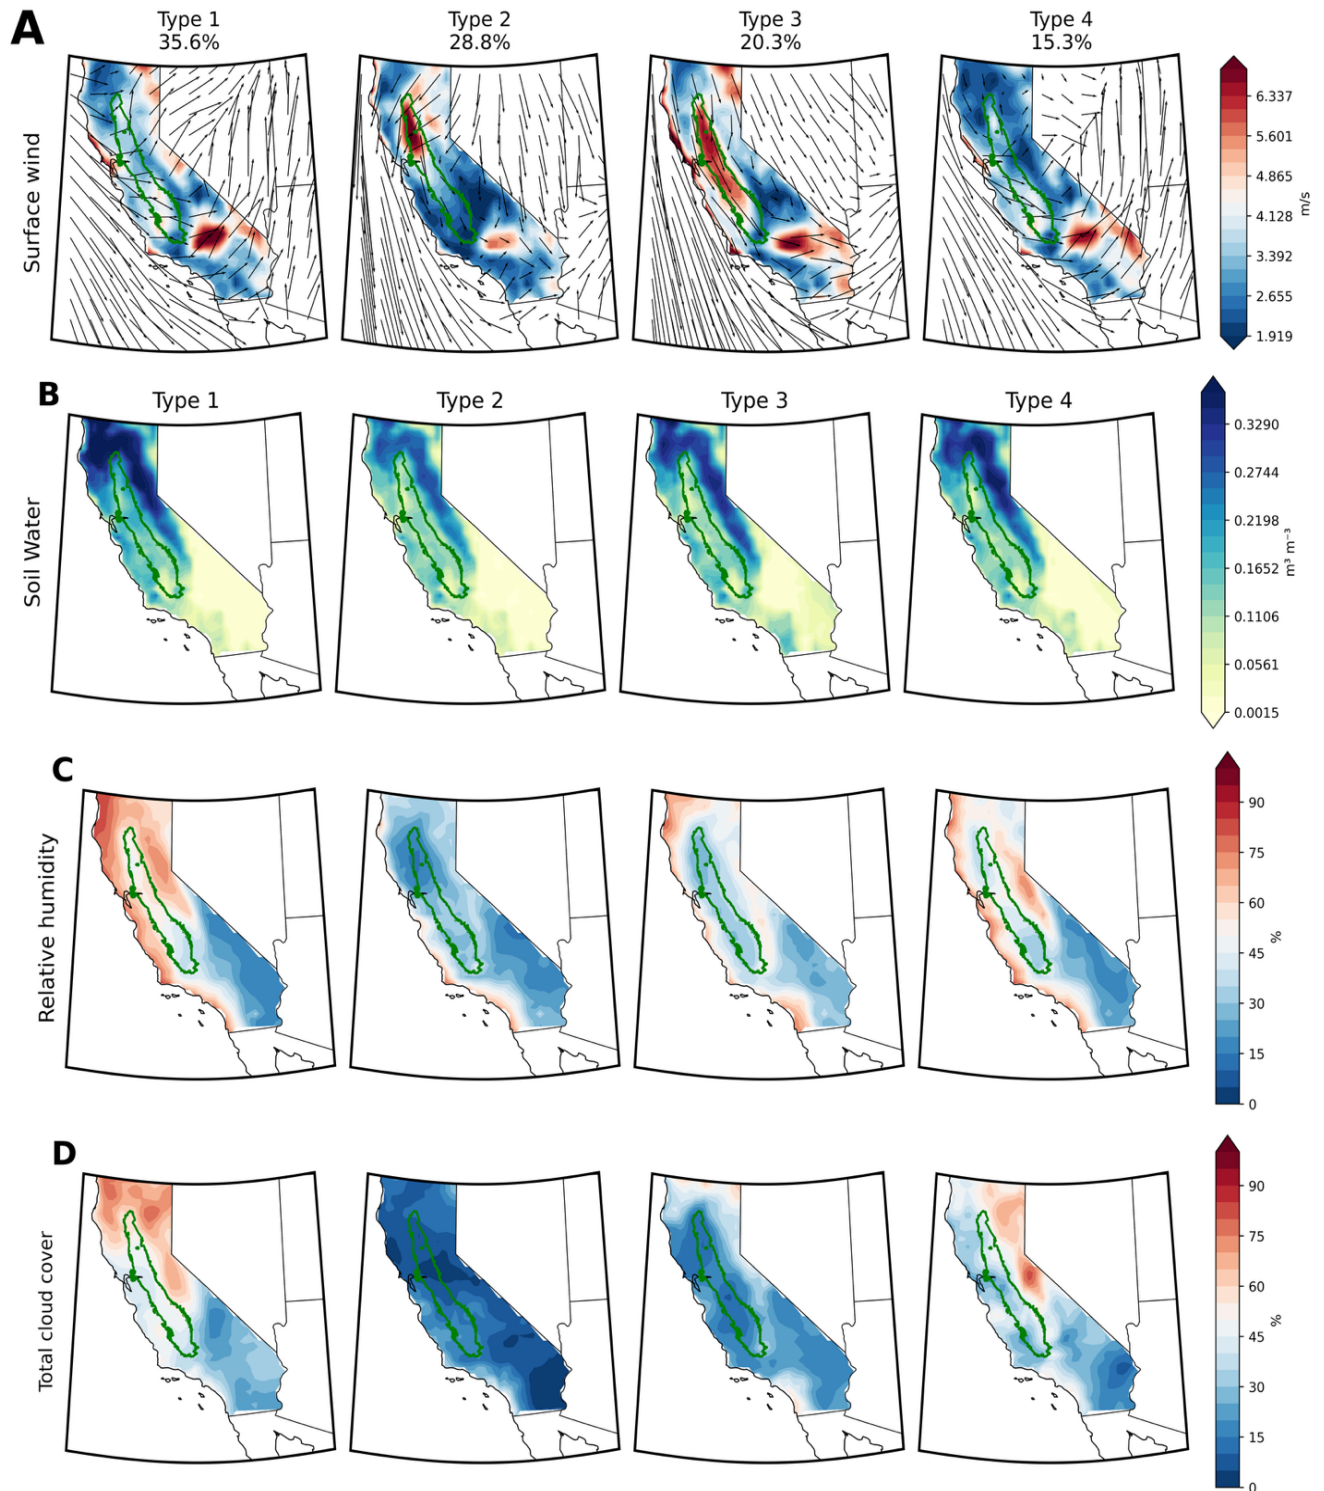 A
Type 1
35.6%
Type 2
28.8%
Type 3
20.3%
Type 4
15.3%
Surface wind
6.337
5.601
4.865
4.128
3.392
2.655
1.919
m/s
B
Type 1
Type 2
Type 3
Type 4
Soil Water
0.3290
0.2744
0.2198
0.1652
0.1106
0.0561
0.0015
m³ m⁻³
C
Relative humidity
90
75
60
45
30
15
0
%
D
Total cloud cover
90
75
60
45
30
15
0
%